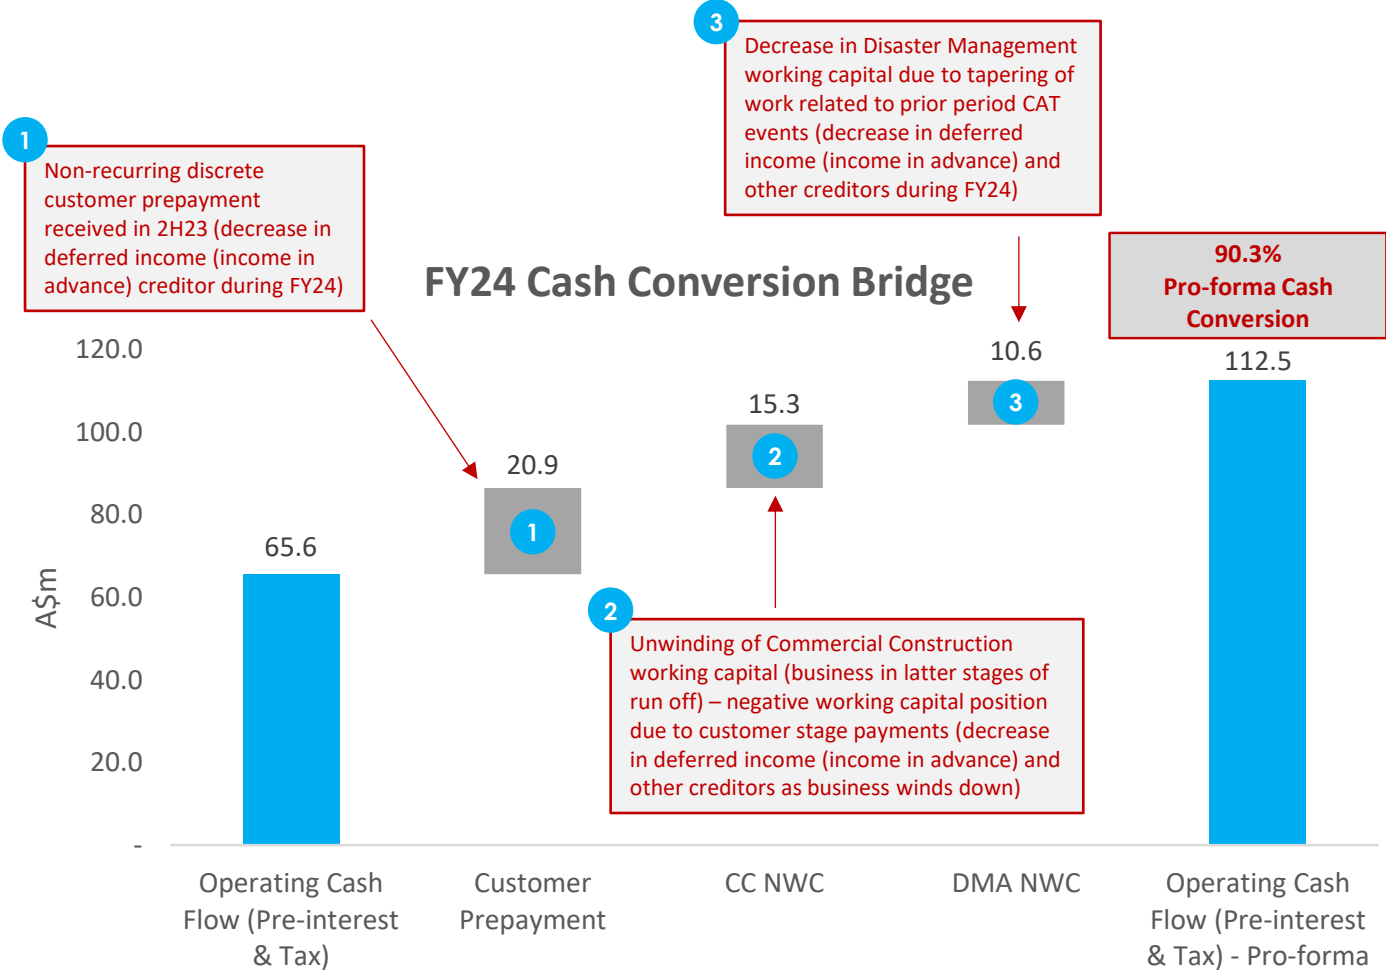 3
Decrease in Disaster Management
working capital due to tapering of
work related to prior period CAT
events (decrease in deferred
income (income in advance) and
other creditors during FY24)
1
Non-recurring discrete
customer prepayment
received in 2H23 (decrease in
deferred income (income in
advance) creditor during FY24)
90.3%
Pro-forma Cash
Conversion
FY24 Cash Conversion Bridge
A$m
120.0
100.0
80.0
60.0
40.0
20.0
-
65.6
20.9
1
15.3
2
10.6
3
112.5
2
Unwinding of Commercial Construction
working capital (business in latter stages of
run off) – negative working capital position
due to customer stage payments (decrease
in deferred income (income in advance) and
other creditors as business winds down)
Operating Cash
Flow (Pre-interest
& Tax)
Customer
Prepayment
CC NWC
DMA NWC
Operating Cash
Flow (Pre-interest
& Tax) - Pro-forma